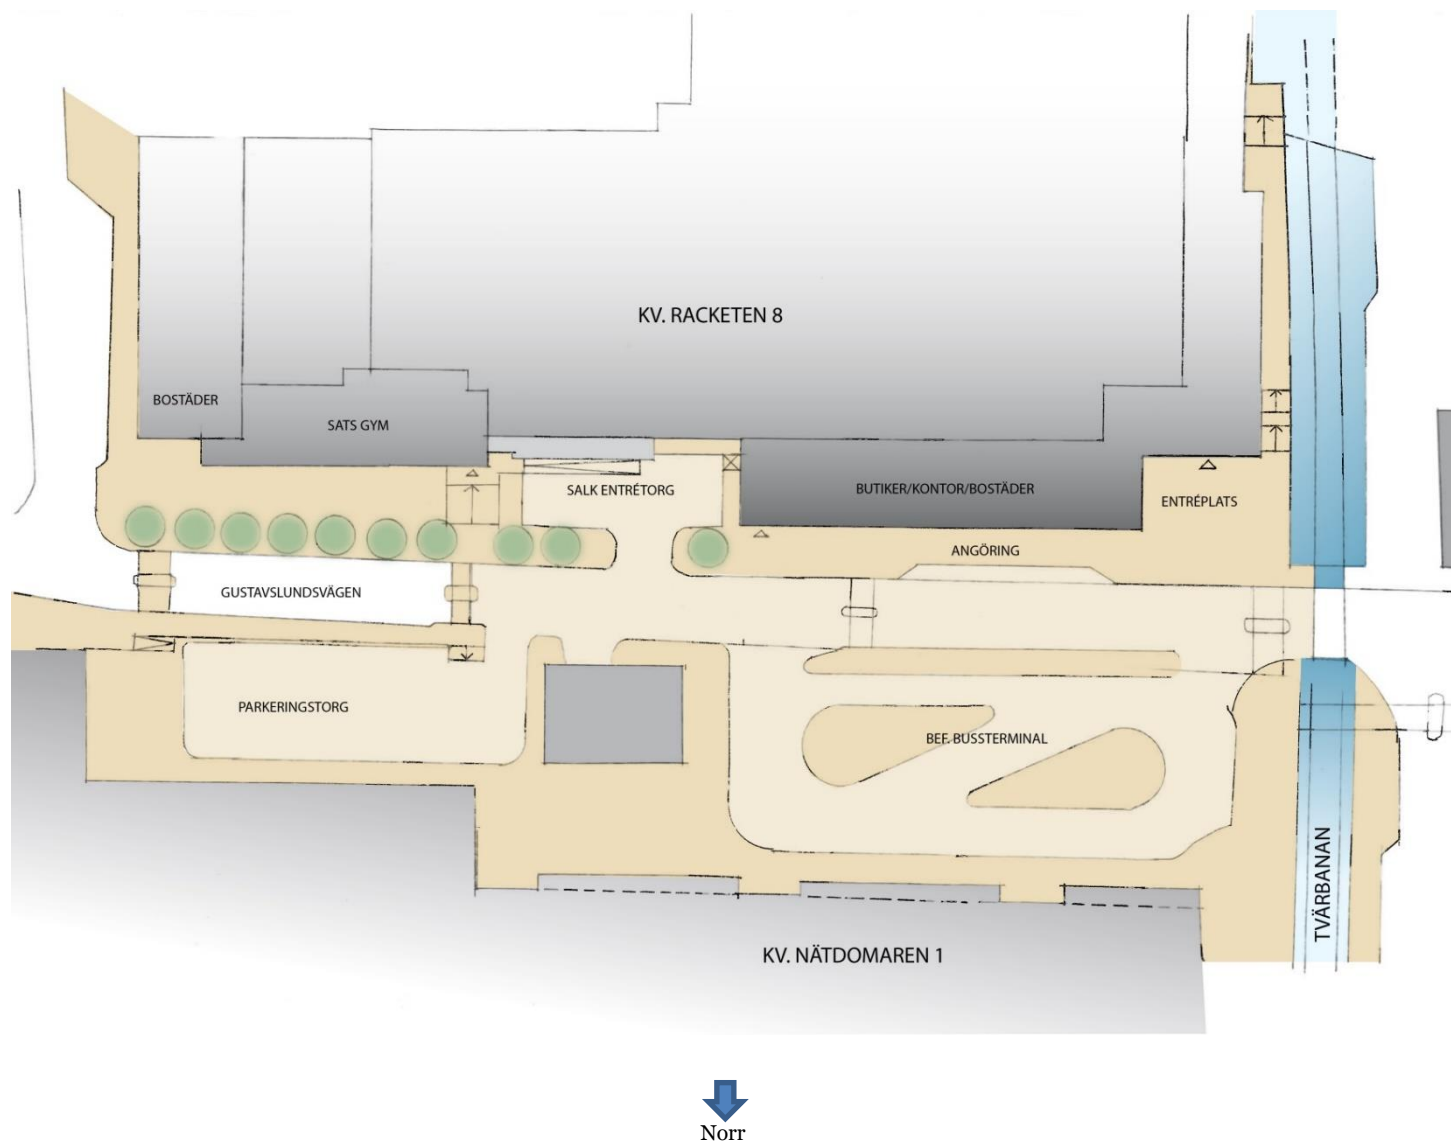 KV. RACKETEN 8
BOSTÄDER
SATS GYM
SALK ENTRÉTORG
BUTIKER/KONTOR/BOSTÄDER
ENTRÉPLATS
ANGÖRING
GUSTAVSLUNDSVÄGEN
PARKERINGSTORG
BEF. BUSSTERMINAL
TVÄRBANAN
KV. NÄTDOMAREN 1
Norr